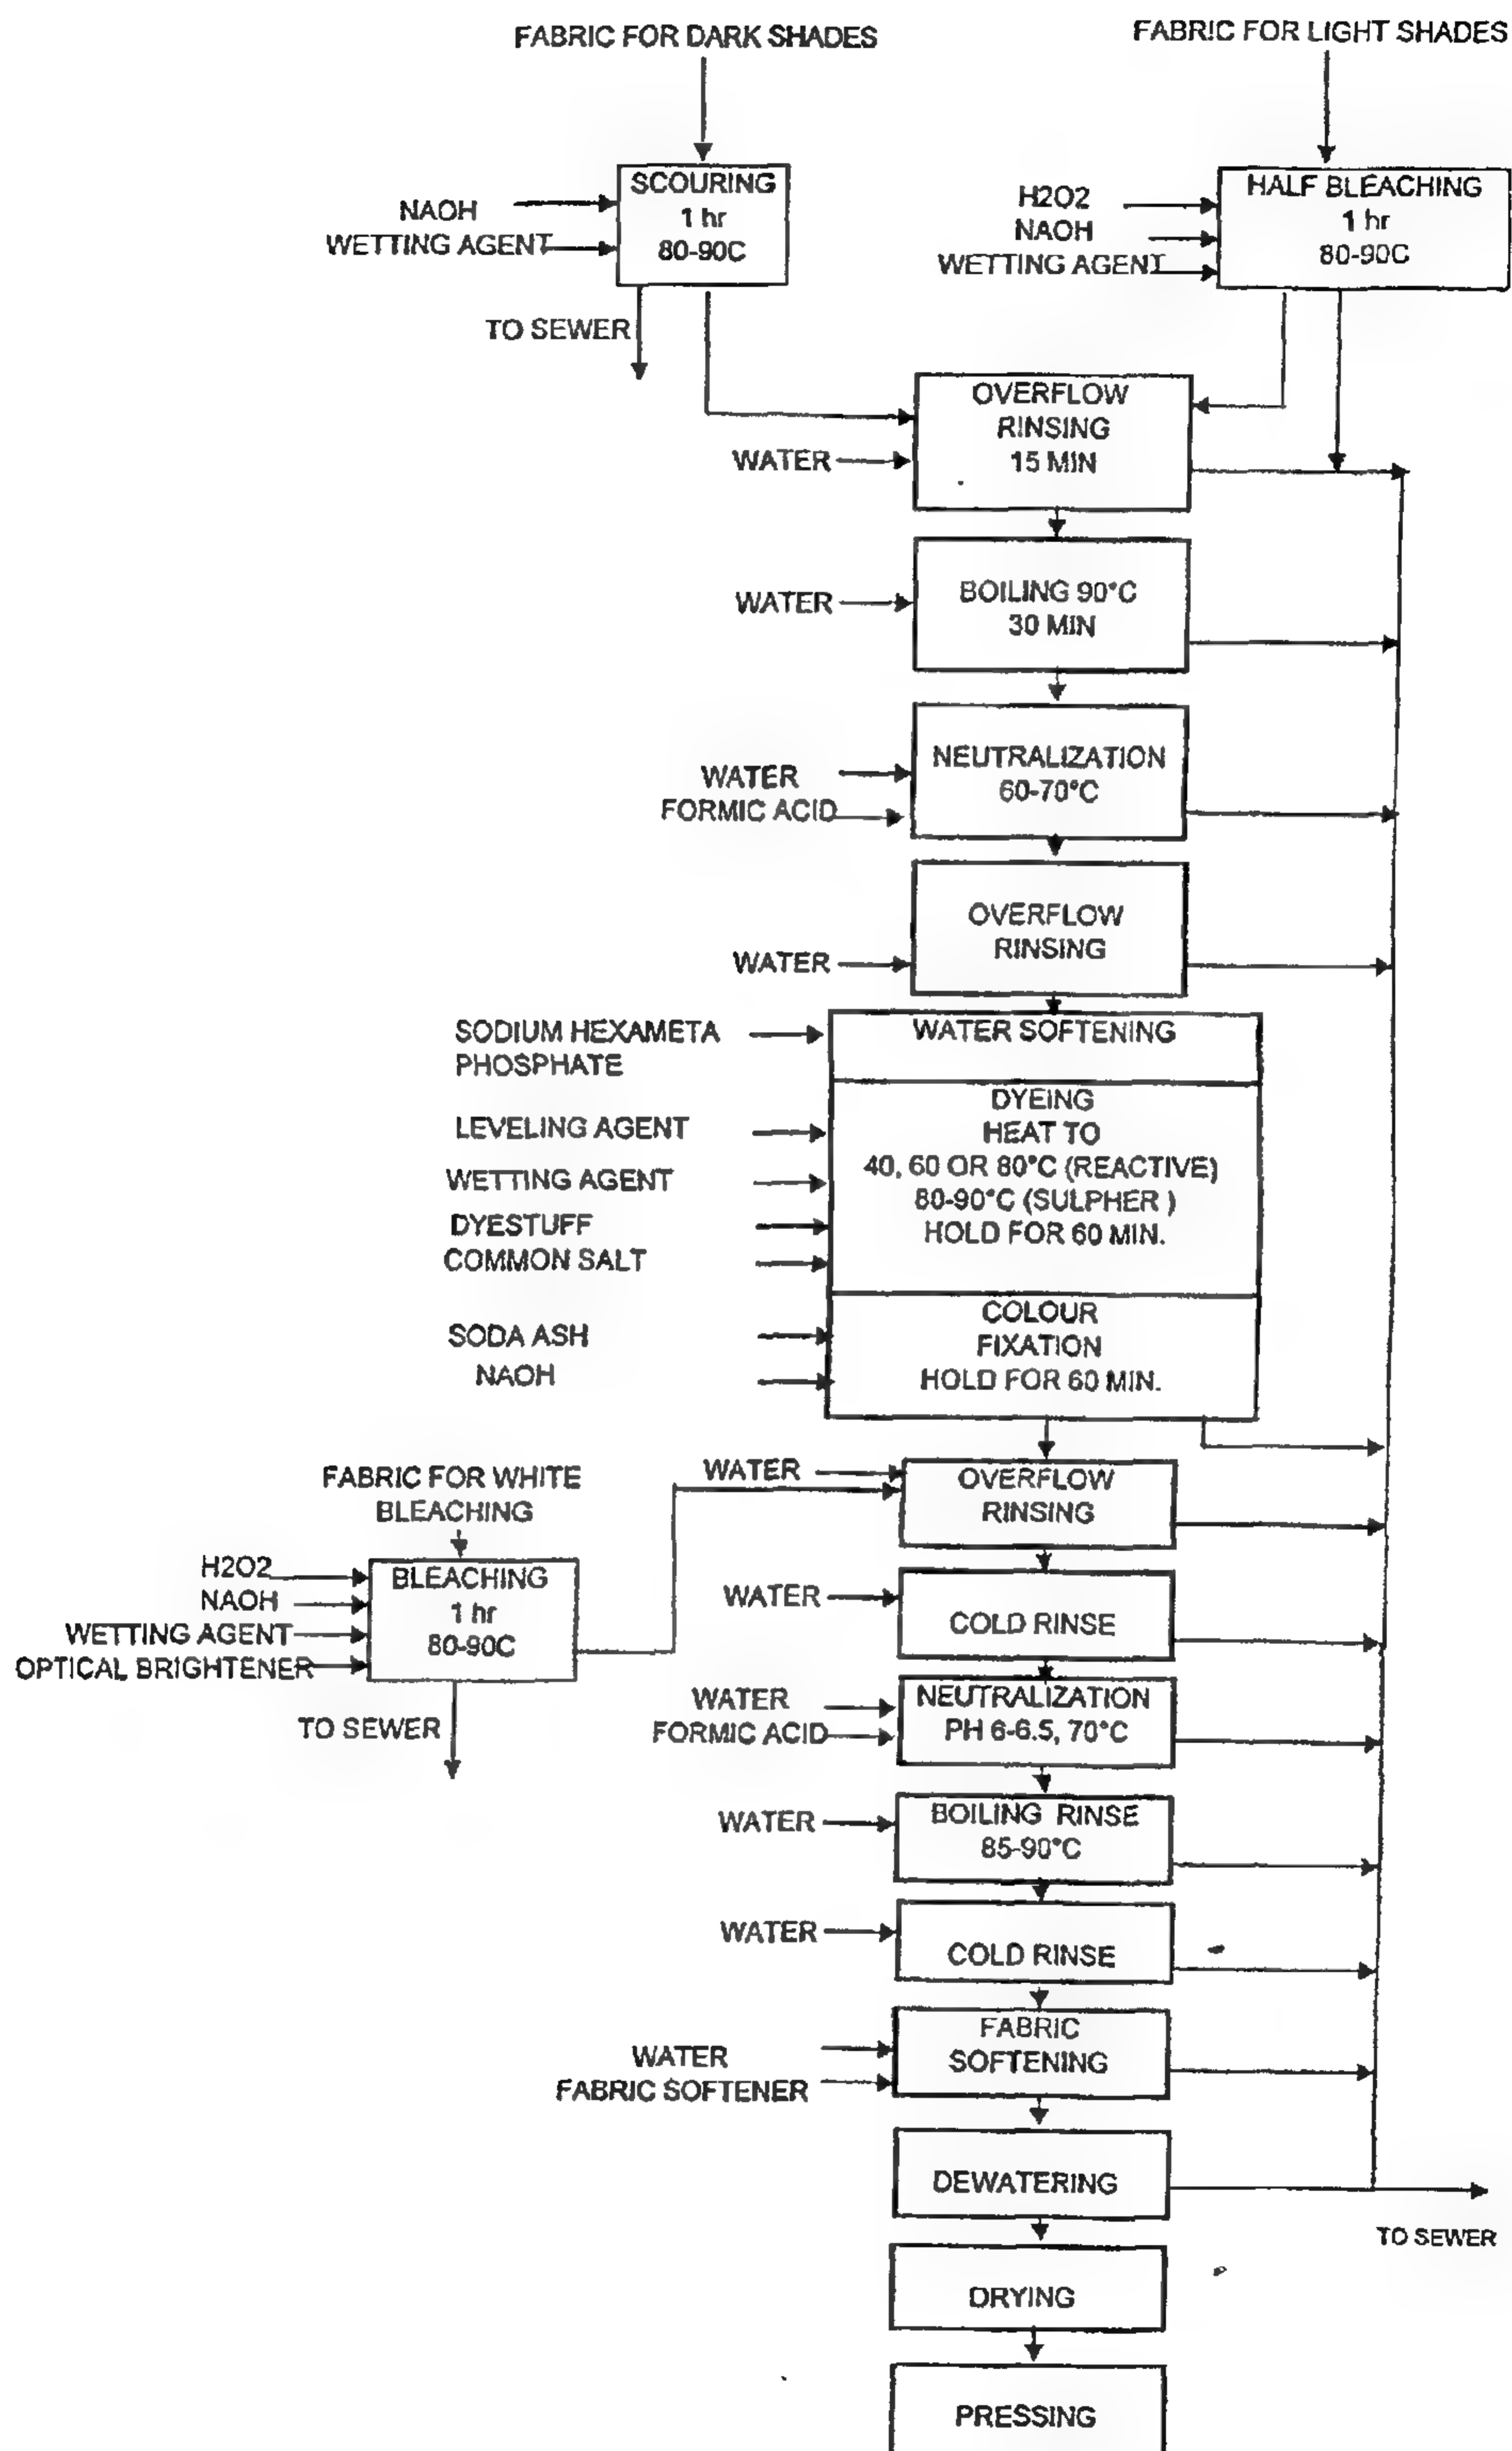 FABRIC FOR DARK SHADES
FABRIC FOR LIGHT SHADES
SCOURING
1 hr
80-90C
NAOH
WETTING AGENT
TO SEWER
HALF BLEACHING
1 hr
80-90C
H2O2
NAOH
WETTING AGENT
OVERFLOW
RINSING
15 MIN
WATER
BOILING 90°C
30 MIN
WATER
NEUTRALIZATION
60-70°C
WATER
FORMIC ACID
OVERFLOW
RINSING
WATER
SODIUM HEXAMETA
PHOSPHATE
WATER SOFTENING
LEVELING AGENT
WETTING AGENT
DYESTUFF
COMMON SALT
DYEING
HEAT TO
40, 60 OR 80°C (REACTIVE)
80-90°C (SULPHER )
HOLD FOR 60 MIN.
SODA ASH
NAOH
COLOUR
FIXATION
HOLD FOR 60 MIN.
FABRIC FOR WHITE
BLEACHING
WATER
OVERFLOW
RINSING
H2O2
NAOH
WETTING AGENT
OPTICAL BRIGHTENER
BLEACHING
1 hr
80-90C
TO SEWER
WATER
COLD RINSE
WATER
FORMIC ACID
NEUTRALIZATION
PH 6-6.5, 70°C
WATER
BOILING RINSE
85-90°C
WATER
COLD RINSE
WATER
FABRIC SOFTENER
FABRIC
SOFTENING
DEWATERING
TO SEWER
DRYING
PRESSING